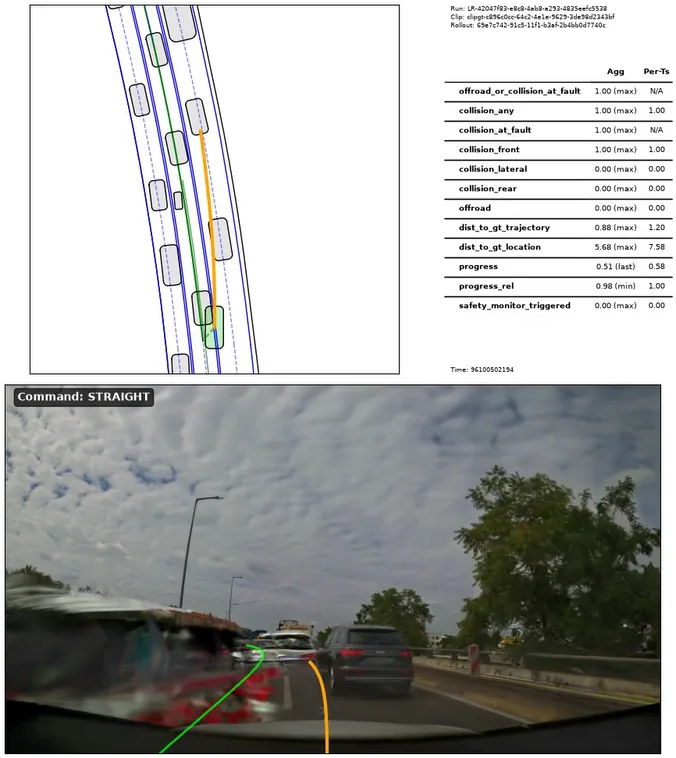 Run: LR-42047f83-e8c8-4ab8-a293-4835eefc5538
Clip: clipgt-c896c0cc-64c2-4e1e-9629-3de98d2343bf
Rollout: 69e7c742-91c5-11f1-b3af-2b4bb0d7740c
Agg Per-Ts
offroad_or_collision_at_fault 1.00 (max) N/A
collision_any 1.00 (max) 1.00
collision_at_fault 1.00 (max) N/A
collision_front 1.00 (max) 1.00
collision_lateral 0.00 (max) 0.00
collision_rear 0.00 (max) 0.00
offroad 0.00 (max) 0.00
dist_to_gt_trajectory 0.88 (max) 1.20
dist_to_gt_location 5.68 (max) 7.58
progress 0.51 (last) 0.58
progress_rel 0.98 (min) 1.00
safety_monitor_triggered 0.00 (max) 0.00
Time: 96100502194
Command: STRAIGHT